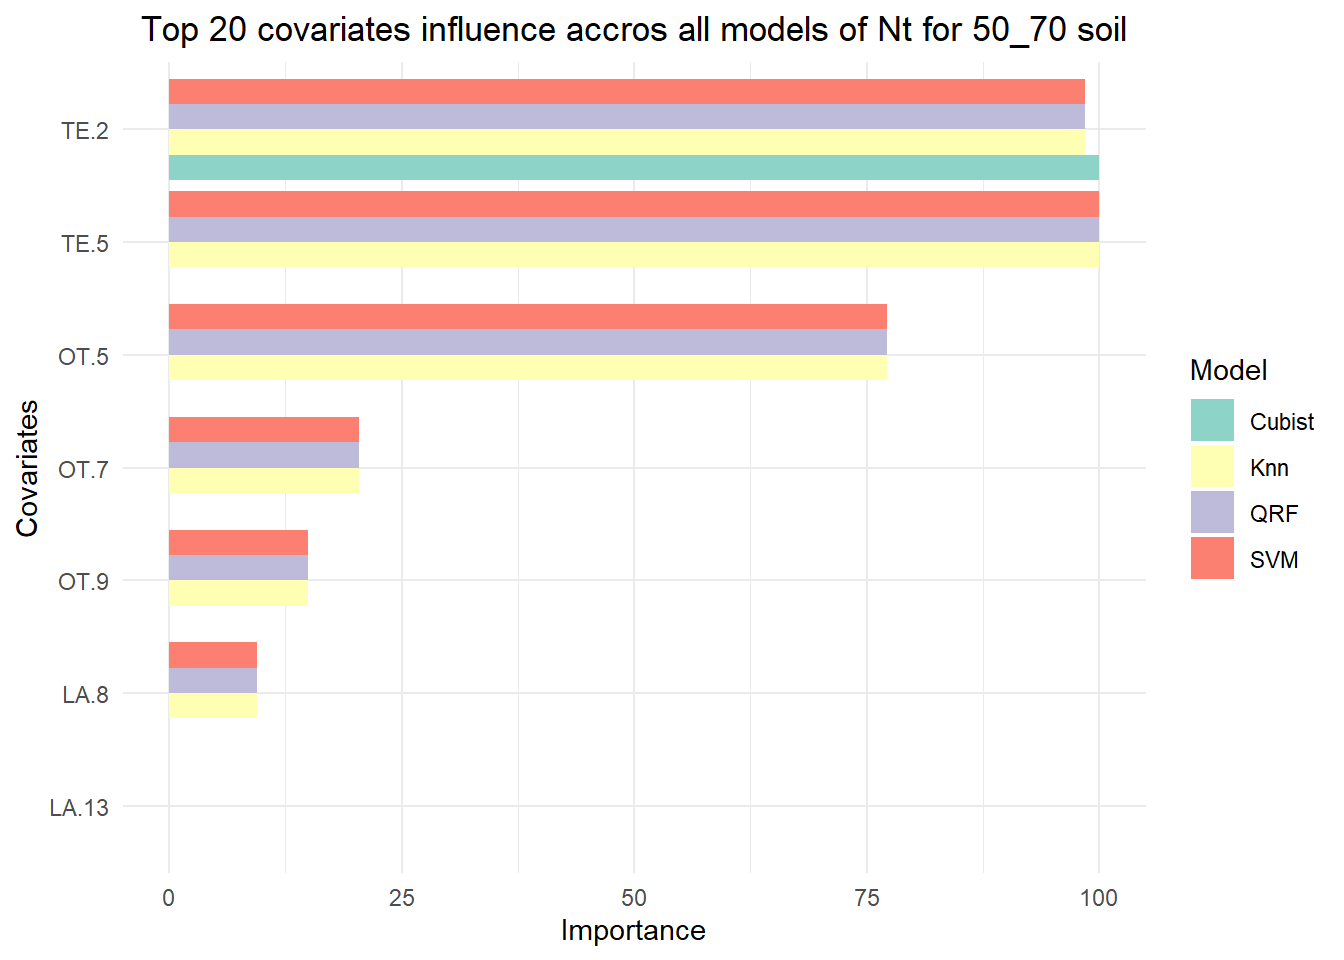 Top 20 covariates influence accros all models of Nt for 50_70 soil
TE.2
TE.5
OT.5
OT.7
OT.9
LA.8
LA.13
Covariates
0 25 50 75 100
Importance
Model
Cubist
Knn
QRF
SVM